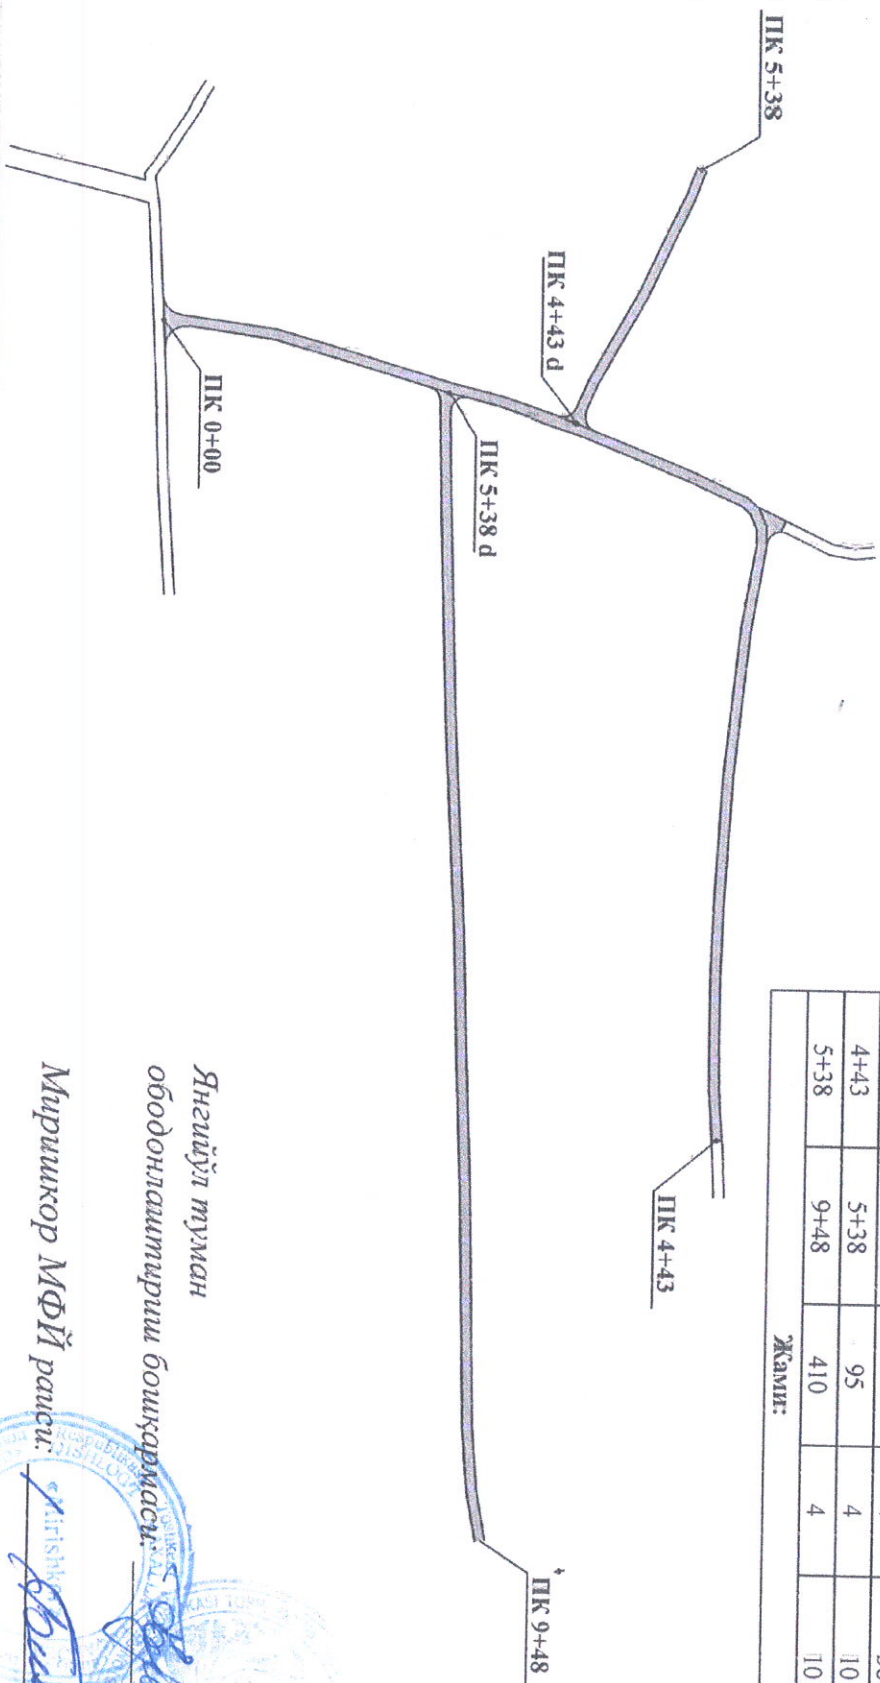 4+43 5+38 95 4
5+38 9+48 410 4
Жами:
ПК 5+38
ПК 4+43 d
ПК 5+38 d
ПК 0+00
ПК 4+43
ПК 9+48
Янгийўл туман
ободонлаштириш бошқармаси:
Миришкор МФЙ раиси: